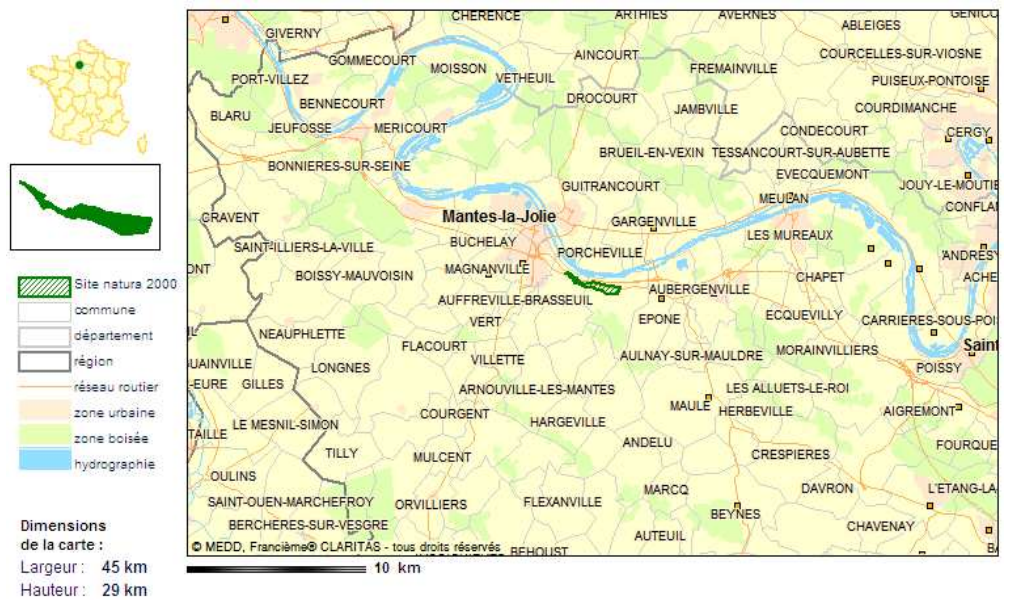 CHERENCE
ARTHIES
AVERNES
GENICO
GIVERNY
ABLEIGES
GOMMECOURT
MOISSON
AINCOURT
COURCELLES-SUR-VIOSNE
PORT-VILLEZ
VETHEUIL
FREMAINVILLE
PUISEUX-PONTOISE
BENNECOURT
DROCOURT
JAMBVILLE
COURDIMANCHE
BLARU
JEUFOSSE
MERICOURT
CONDECOURT
CERGY
BRUEIL-EN-VEXIN
TESSANCOURT-SUR-AUBETTE
BONNIERES-SUR-SEINE
EVECQUEMONT
GUITRANCOURT
JOUY-LE-MOUTIE
MEULAN
CONFLAN
CRAVENT
Mantes-la-Jolie
GARGENVILLE
LES MUREAUX
SAINT-ILLIERS-LA-VILLE
BUCHELAY
PORCHEVILLE
'ANDRESY
ONT
BOISSY-MAUVOISIN
MAGNANVILLE
CHAPET
ACHE
Site natura 2000
AUBERGENVILLE
AUFFREVILLE-BRASSEUIL
commune
VERT
EPONE
ECQUEVILLY
CARRIERES-SOUS-POI
département
NEAUPHLETTE
FLACOURT
Saint
région
UAINVILLE
LONGNES
VILLETTE
AULNAY-SUR-MAULDRE
MORAINVILLIERS
POISSY
réseau routier
-EURE
GILLES
ARNOUVILLE-LES-MANTES
LES ALLUETS-LE-ROI
zone urbaine
COURGENT
HARGEVILLE
MAULE
HERBEVILLE
AIGREMONT
zone boisée
TAILLE
LE MESNIL-SIMON
ANDELU
FOURQUE
hydrographie
TILLY
MULCENT
CRESPIERES
OULINS
MARCQ
DAVRON
L'ETANG-LA-
SAINT-OUEN-MARCHEFROY
ORVILLIERS
FLEXANVILLE
BEYNES
Dimensions
BERCHERES-SUR-VESGRE
AUTEUIL
CHAVENAY
de la carte :
© MEDD, Francième® CLARITAS - tous droits réservés
BEHOUST
BA
Largeur : 45 km
10 km
Hauteur : 29 km